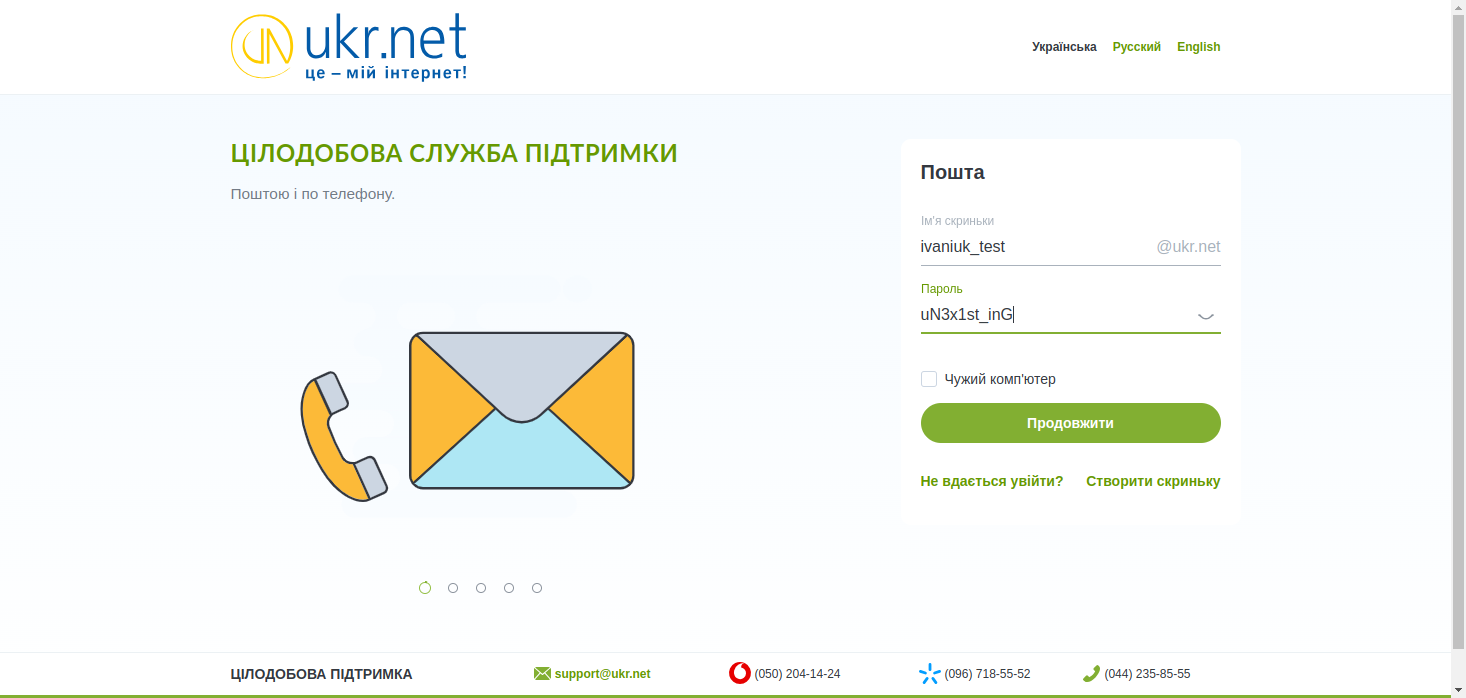 ukr.net
це – мій інтернет!
Українська Русский English
ЦІЛОДОБОВА СЛУЖБА ПІДТРИМКИ
Поштою і по телефону.
Пошта
Ім'я скриньки
ivaniuk_test @ukr.net
Пароль
uN3x1st_inG
Чужий комп'ютер
Продовжити
Не вдається увійти? Створити скриньку
ЦІЛОДОБОВА ПІДТРИМКА support@ukr.net (050) 204-14-24 (096) 718-55-52 (044) 235-85-55